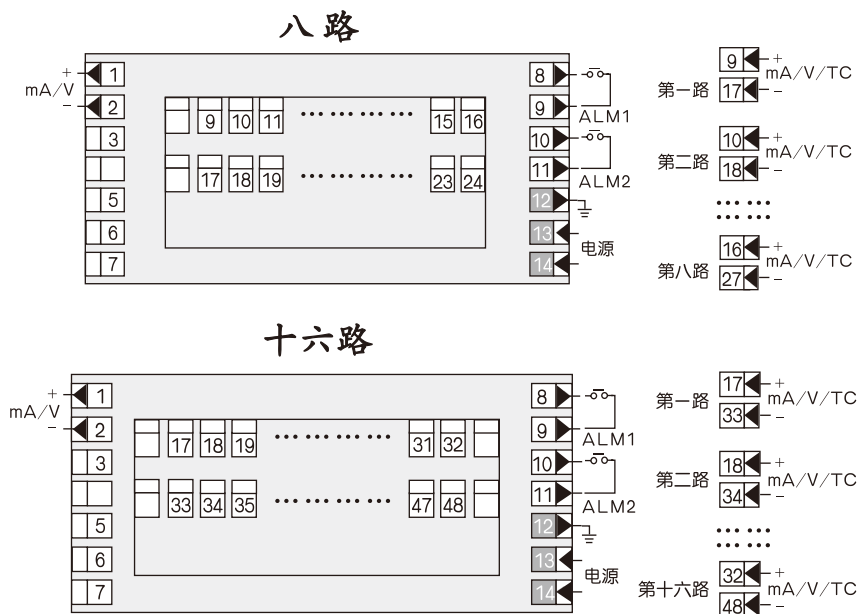 八路
+
mA/V
−
1
2
3
5
6
7
9 10 11 ……………… 15 16
17 18 19 ……………… 23 24
8
9
ALM1
10
11
ALM2
12
13
电源
14
第一路 9 + mA/V/TC
17 −
第二路 10 + mA/V/TC
18 −
…… ……
…… ……
第八路 16 + mA/V/TC
27 −
十六路
+
mA/V
−
1
2
3
5
6
7
17 18 19 ……………… 31 32
33 34 35 ……………… 47 48
8
9
ALM1
10
11
ALM2
12
13
电源
14
第一路 17 + mA/V/TC
33 −
第二路 18 + mA/V/TC
34 −
…… ……
…… ……
第十六路 32 + mA/V/TC
48 −